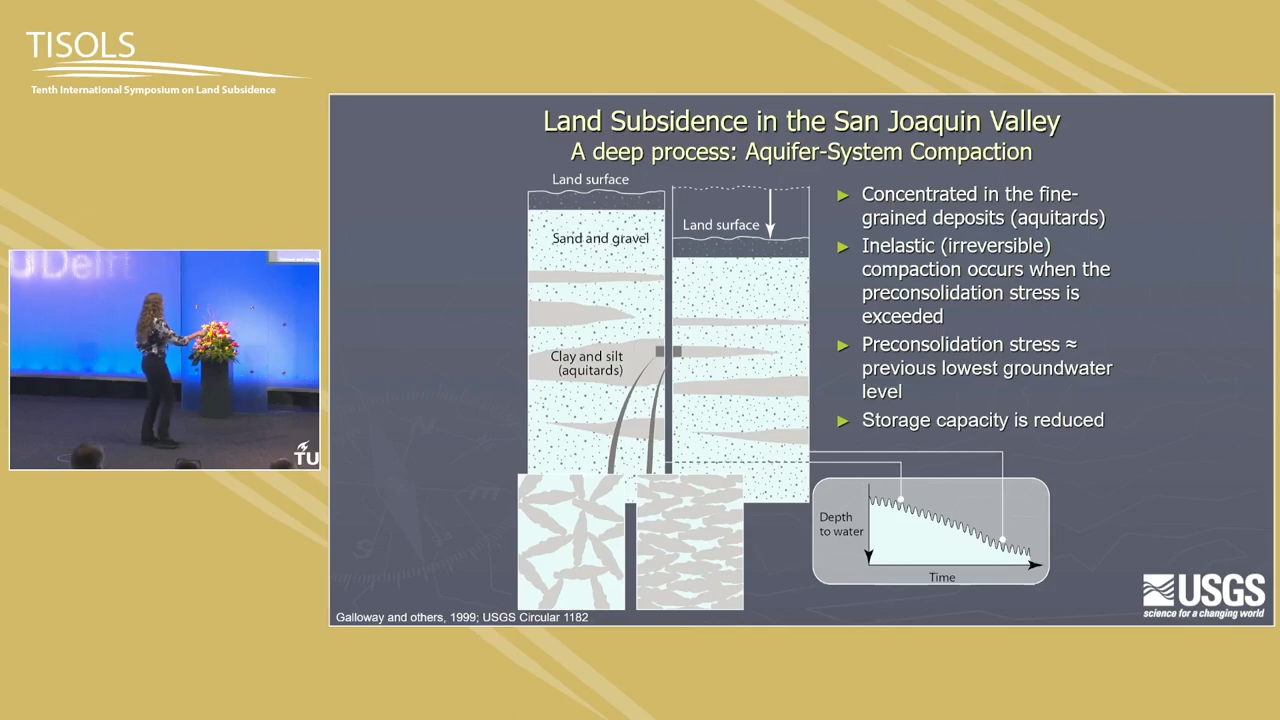 TISOLS
Tenth International Symposium on Land Subsidence
Land Subsidence in the San Joaquin Valley
A deep process: Aquifer-System Compaction
Land surface
Sand and gravel
Clay and silt
(aquitards)
Land surface
Concentrated in the fine-
grained deposits (aquitards)
Inelastic (irreversible)
compaction occurs when the
preconsolidation stress is
exceeded
Preconsolidation stress ≈
previous lowest groundwater
level
Storage capacity is reduced
Depth
to water
Time
Galloway and others, 1999; USGS Circular 1182
USGS
science for a changing world
U Delft
TU